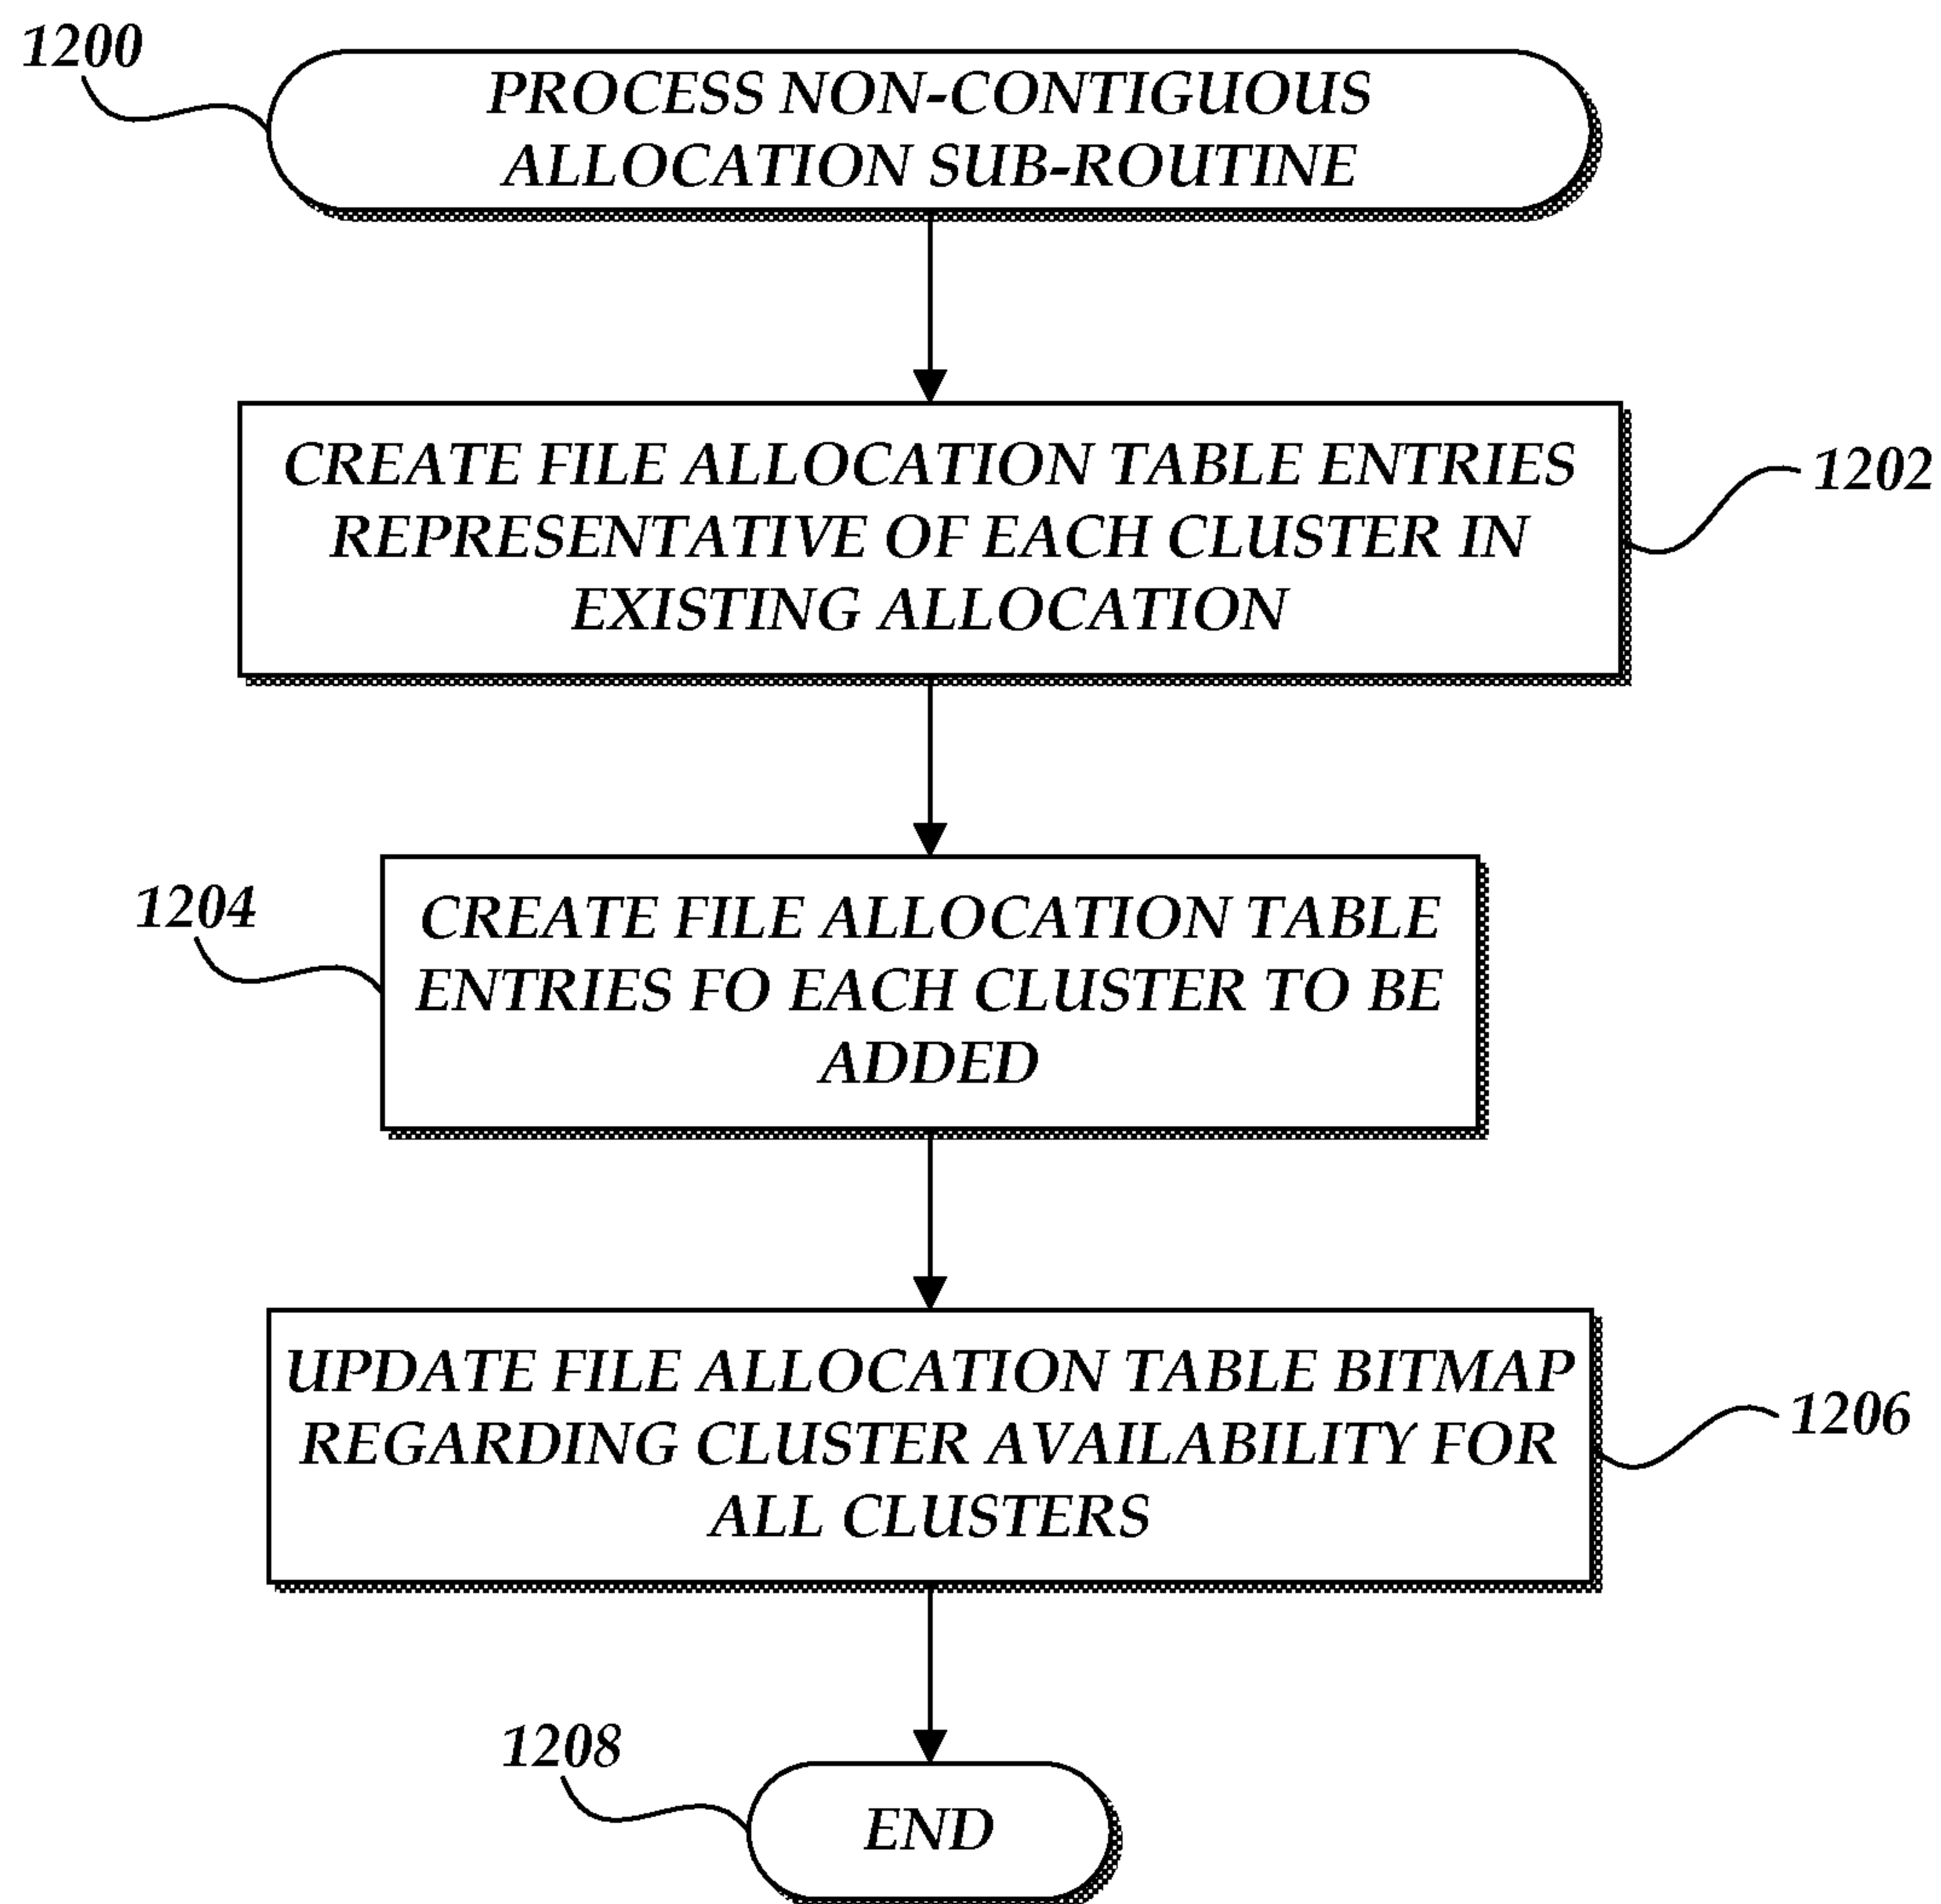 1200
PROCESS NON-CONTIGUOUS
ALLOCATION SUB-ROUTINE
CREATE FILE ALLOCATION TABLE ENTRIES
REPRESENTATIVE OF EACH CLUSTER IN
EXISTING ALLOCATION
1202
1204
CREATE FILE ALLOCATION TABLE
ENTRIES FO EACH CLUSTER TO BE
ADDED
UPDATE FILE ALLOCATION TABLE BITMAP
REGARDING CLUSTER AVAILABILITY FOR
ALL CLUSTERS
1206
1208
END